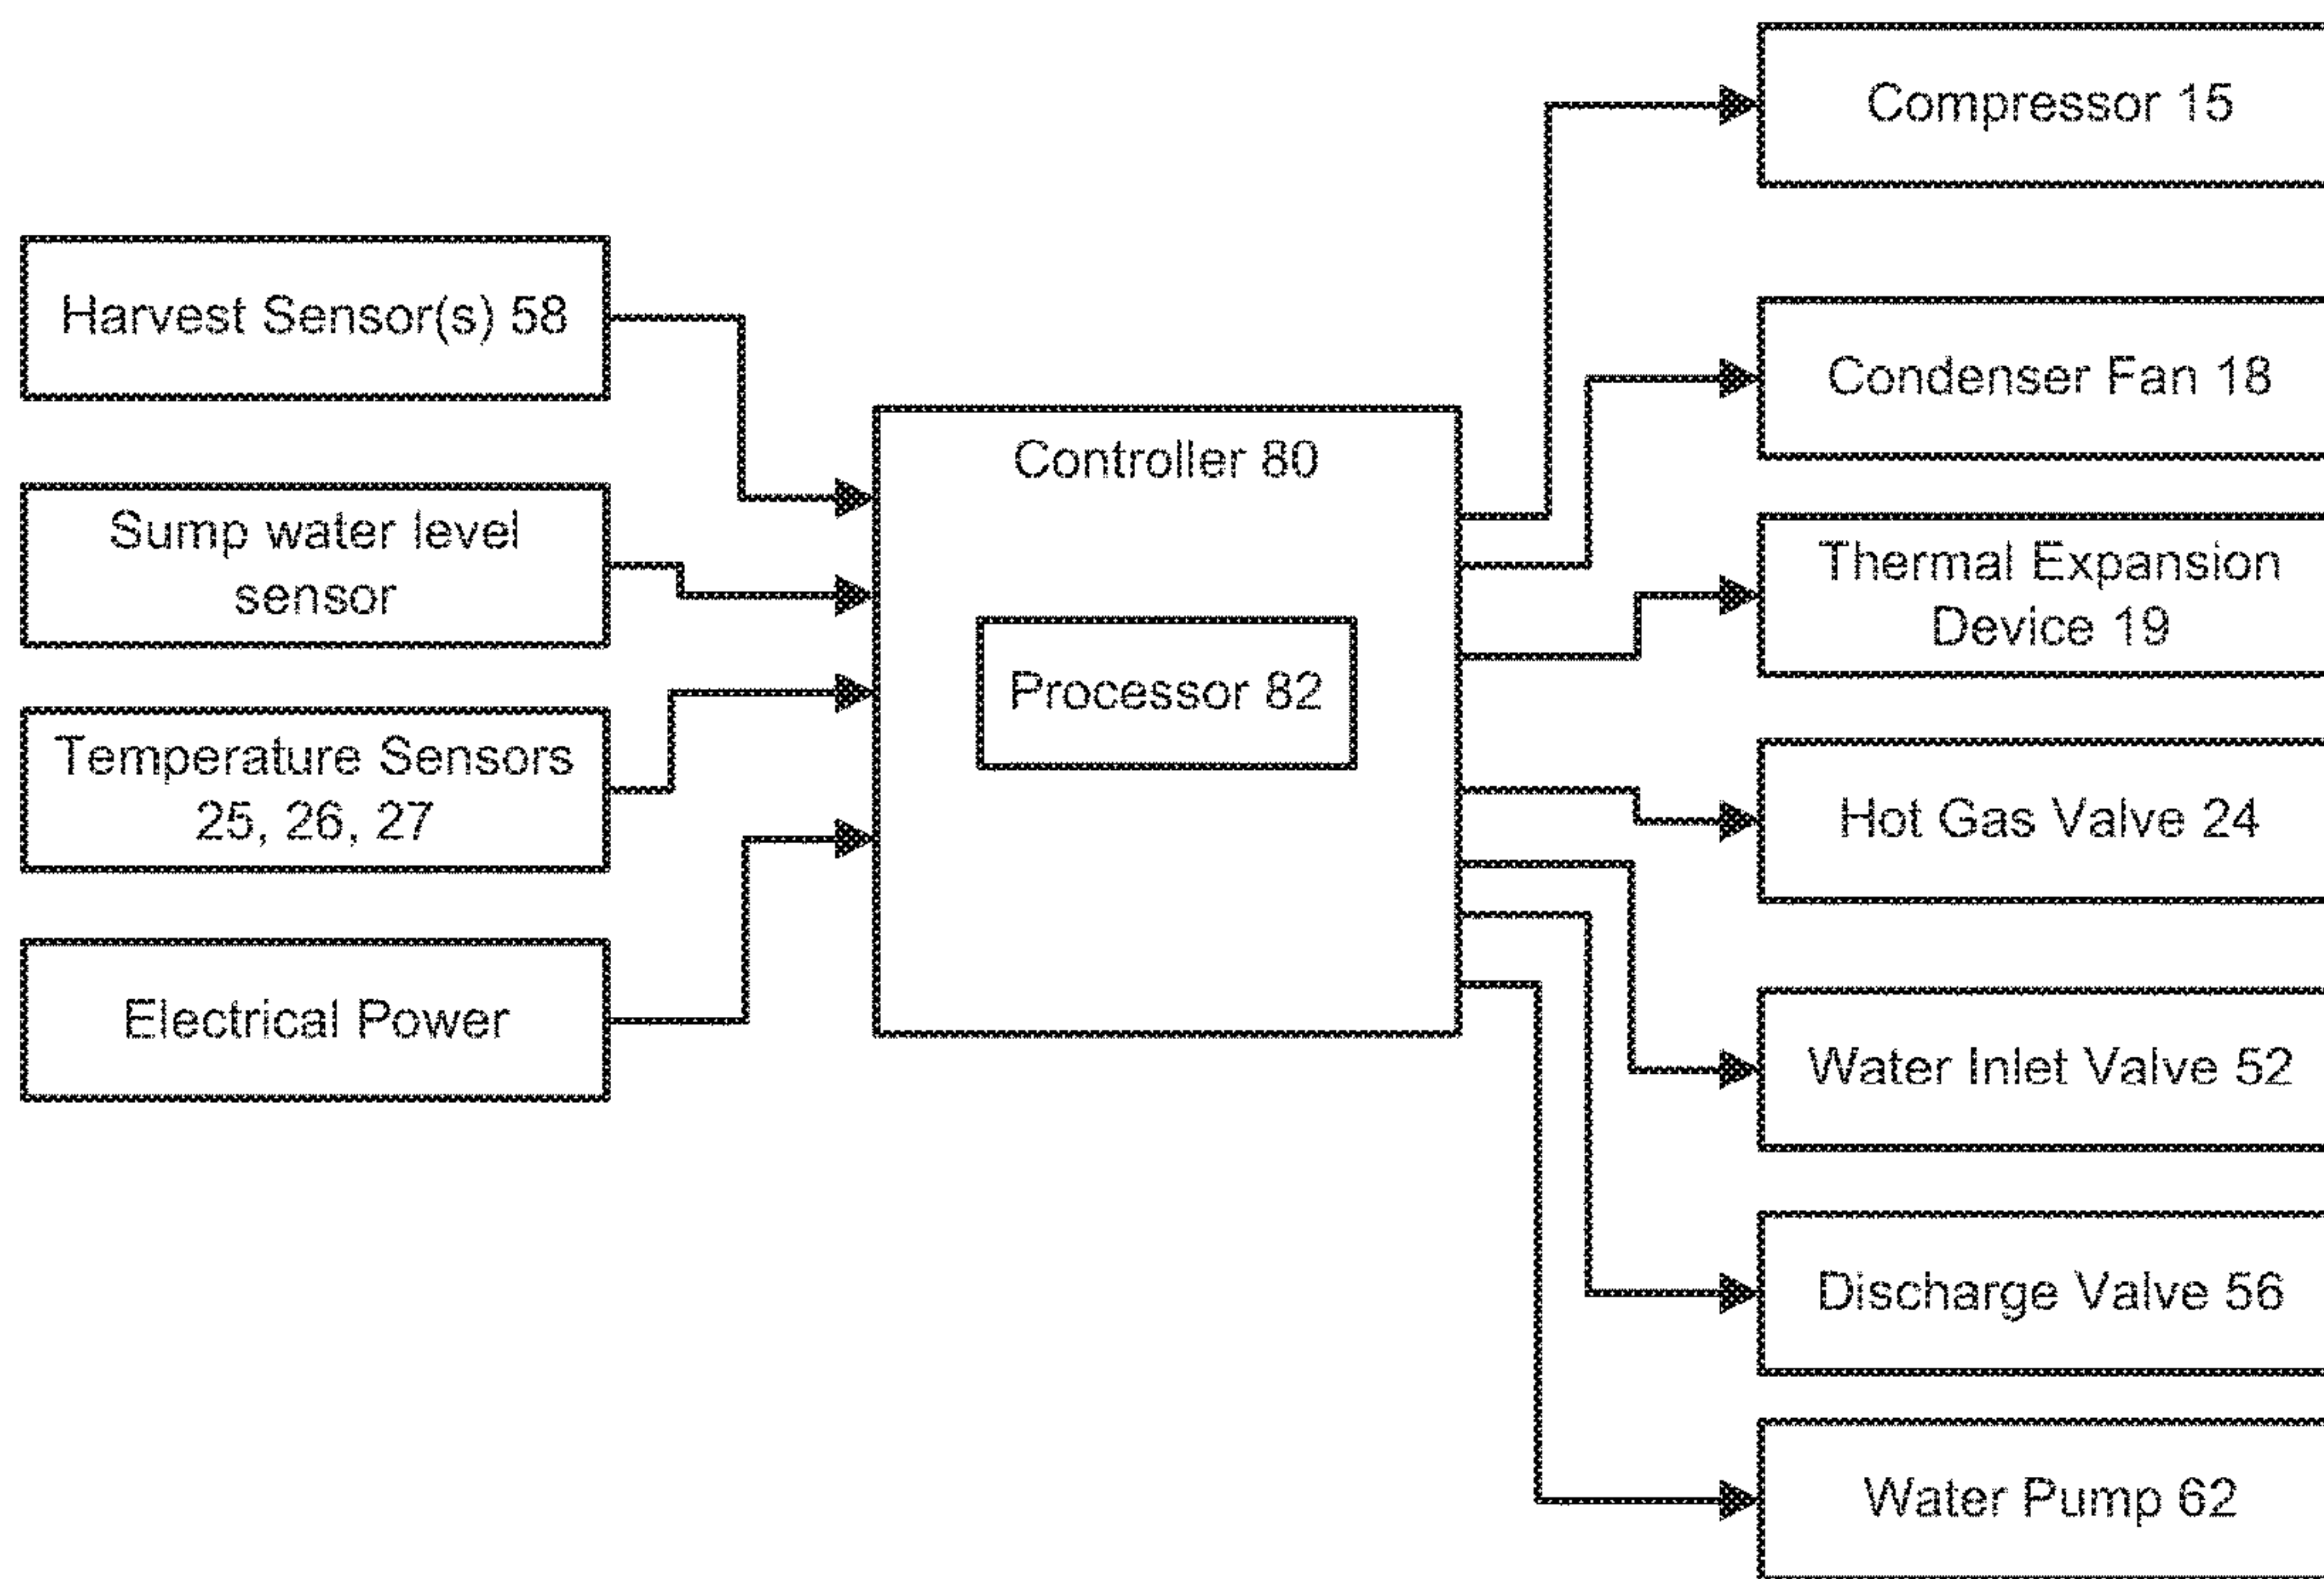 Harvest Sensor(s) 58
Sump water level
sensor
Temperature Sensors
25, 26, 27
Electrical Power
Controller 80
Processor 82
Compressor 15
Condenser Fan 18
Thermal Expansion
Device 19
Hot Gas Valve 24
Water Inlet Valve 52
Discharge Valve 56
Water Pump 62